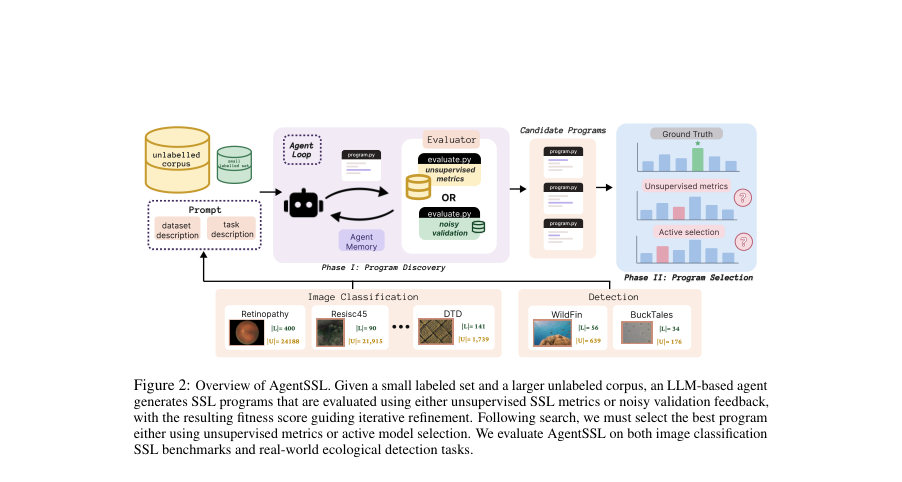 unlabelled
corpus
small
labelled set
Prompt
dataset
description
task
description
Agent
Loop
program.py
Agent
Memory
Evaluator
evaluate.py
unsupervised
metrics
OR
evaluate.py
noisy
validation
Phase I: Program Discovery
Candidate Programs
program.py
program.py
program.py
Ground Truth
Unsupervised metrics
?
Active selection
?
Phase II: Program Selection
Image Classification
Retinopathy
|L|= 400
|U|= 24188
Resisc45
|L|= 90
|U|= 21,915
DTD
|L|= 141
|U|= 1,739
Detection
WildFin
|L|= 56
|U|= 639
BuckTales
|L|= 34
|U|= 176
Figure 2: Overview of AgentSSL. Given a small labeled set and a larger unlabeled corpus, an LLM-based agent
generates SSL programs that are evaluated using either unsupervised SSL metrics or noisy validation feedback,
with the resulting fitness score guiding iterative refinement. Following search, we must select the best program
either using unsupervised metrics or active model selection. We evaluate AgentSSL on both image classification
SSL benchmarks and real-world ecological detection tasks.